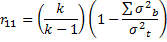 r₁₁ = (k / (k − 1)) (1 − (∑ σ²b / σ²t))